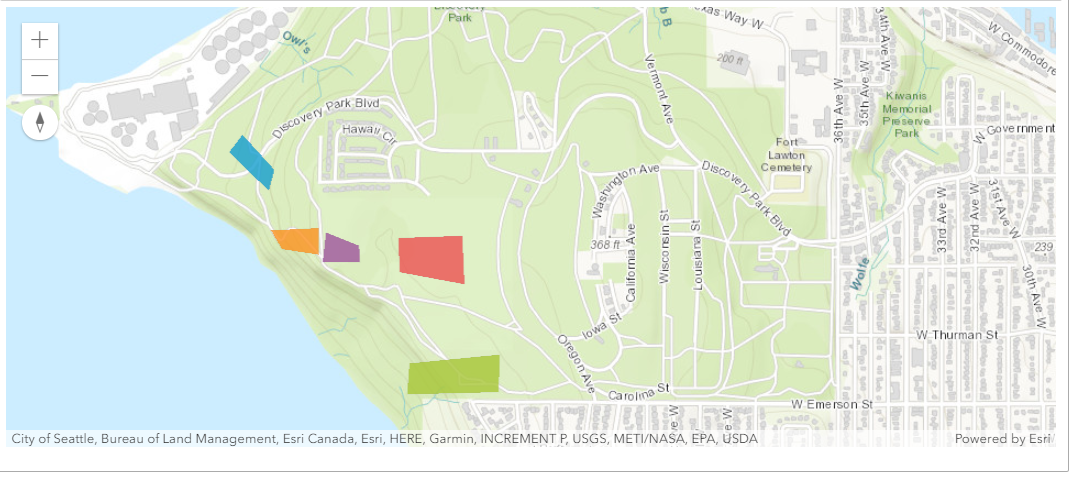 Discovery
Park
Texas Way W
34th Ave W
W Commodore
Owl's
200 ft
Vermont Ave
36th Ave W
35th Ave W
Kiwanis
Memorial
Preserve
Park
Discovery Park Blvd
Hawaii Cir
W Government
Fort
Lawton
Cemetery
Washington Ave
Discovery Park Blvd
33rd Ave W
32nd Ave W
31st Ave W
368 ft
California Ave
Wisconsin St
Louisiana St
239
Wolfe
30th Ave W
Iowa St
Oregon Ave
W Thurman St
Carolina St
W Emerson St
Ave W
City of Seattle, Bureau of Land Management, Esri Canada, Esri, HERE, Garmin, INCREMENT P, USGS, METI/NASA, EPA, USDA
Powered by Esri